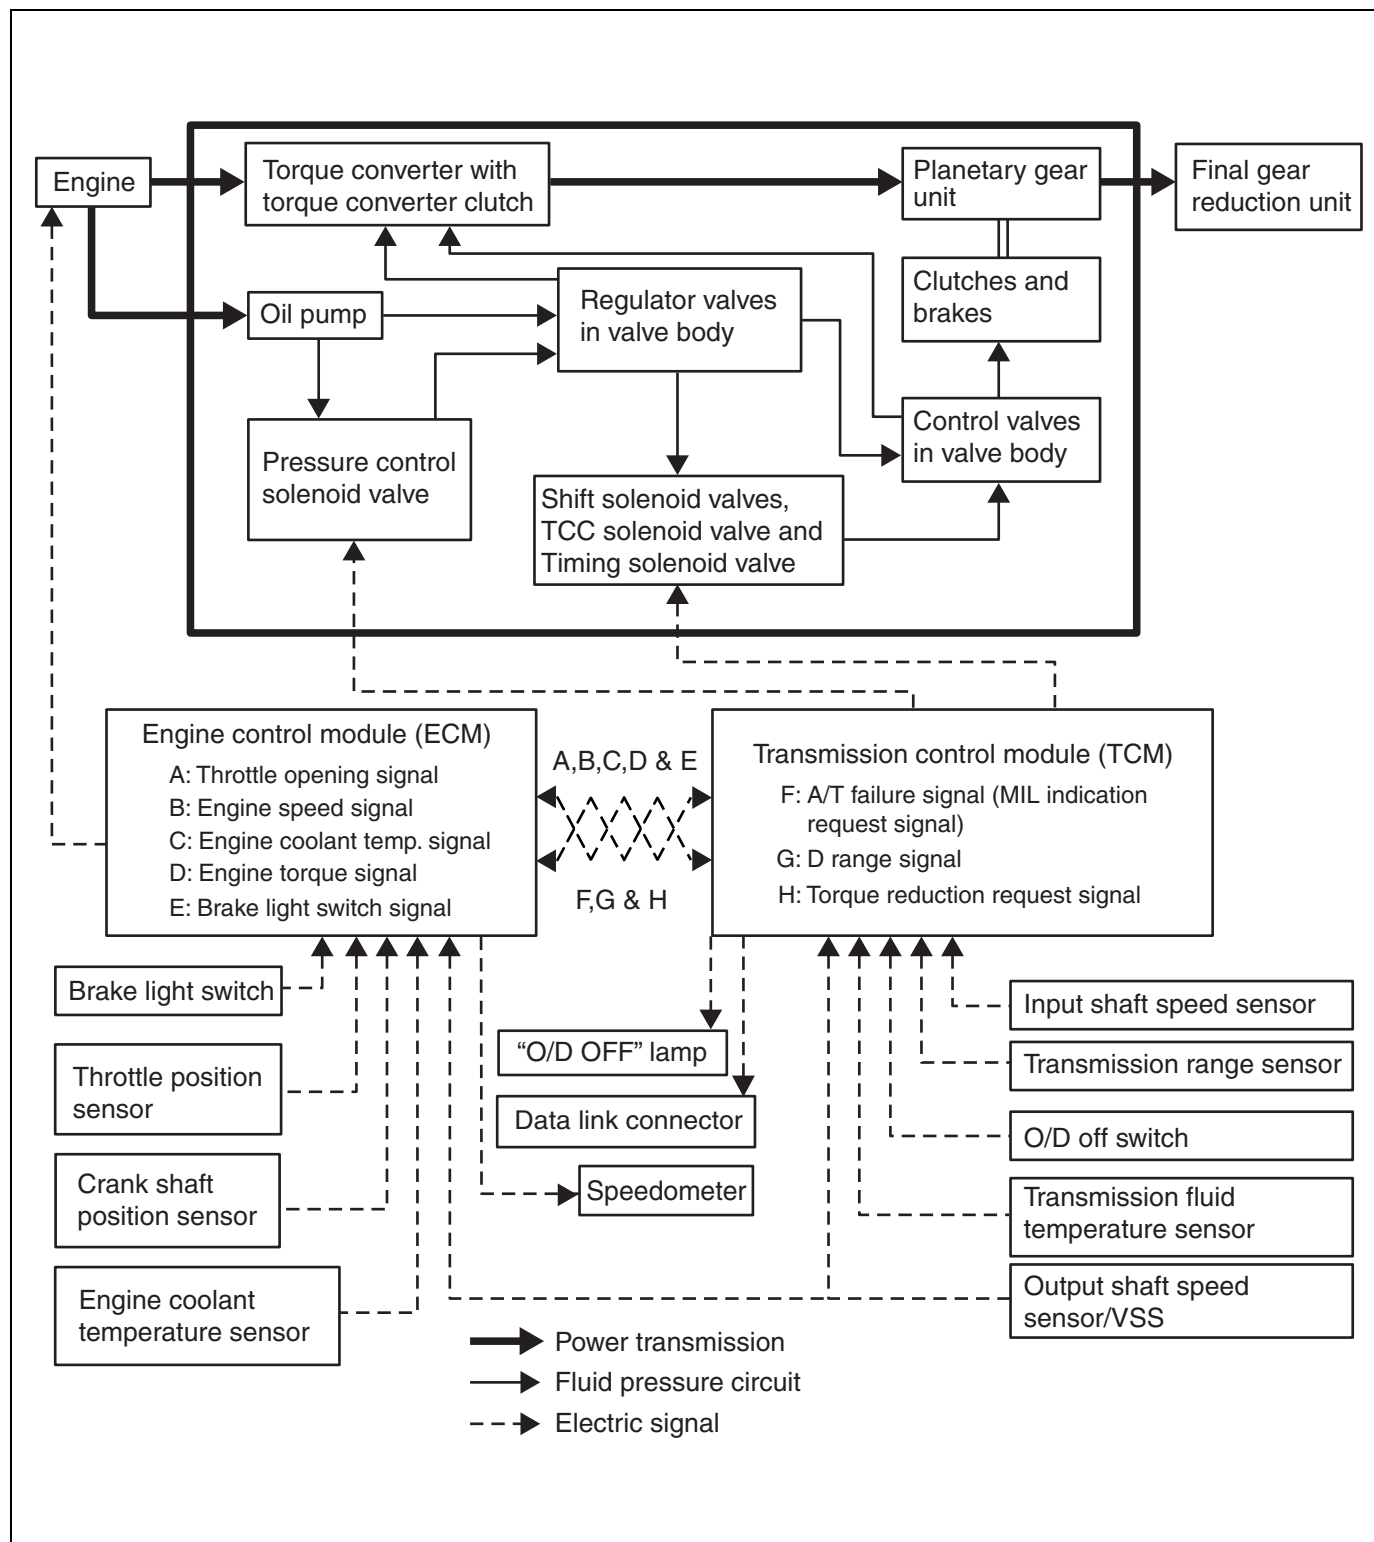 Engine
Torque converter with
torque converter clutch
Planetary gear
unit
Final gear
reduction unit
Oil pump
Regulator valves
in valve body
Clutches and
brakes
Pressure control
solenoid valve
Control valves
in valve body
Shift solenoid valves,
TCC solenoid valve and
Timing solenoid valve
Engine control module (ECM)
A: Throttle opening signal
B: Engine speed signal
C: Engine coolant temp. signal
D: Engine torque signal
E: Brake light switch signal
A,B,C,D & E
F,G & H
Transmission control module (TCM)
F: A/T failure signal (MIL indication
request signal)
G: D range signal
H: Torque reduction request signal
Brake light switch
Throttle position
sensor
Crank shaft
position sensor
Engine coolant
temperature sensor
“O/D OFF” lamp
Data link connector
Speedometer
Input shaft speed sensor
Transmission range sensor
O/D off switch
Transmission fluid
temperature sensor
Output shaft speed
sensor/VSS
Power transmission
Fluid pressure circuit
Electric signal